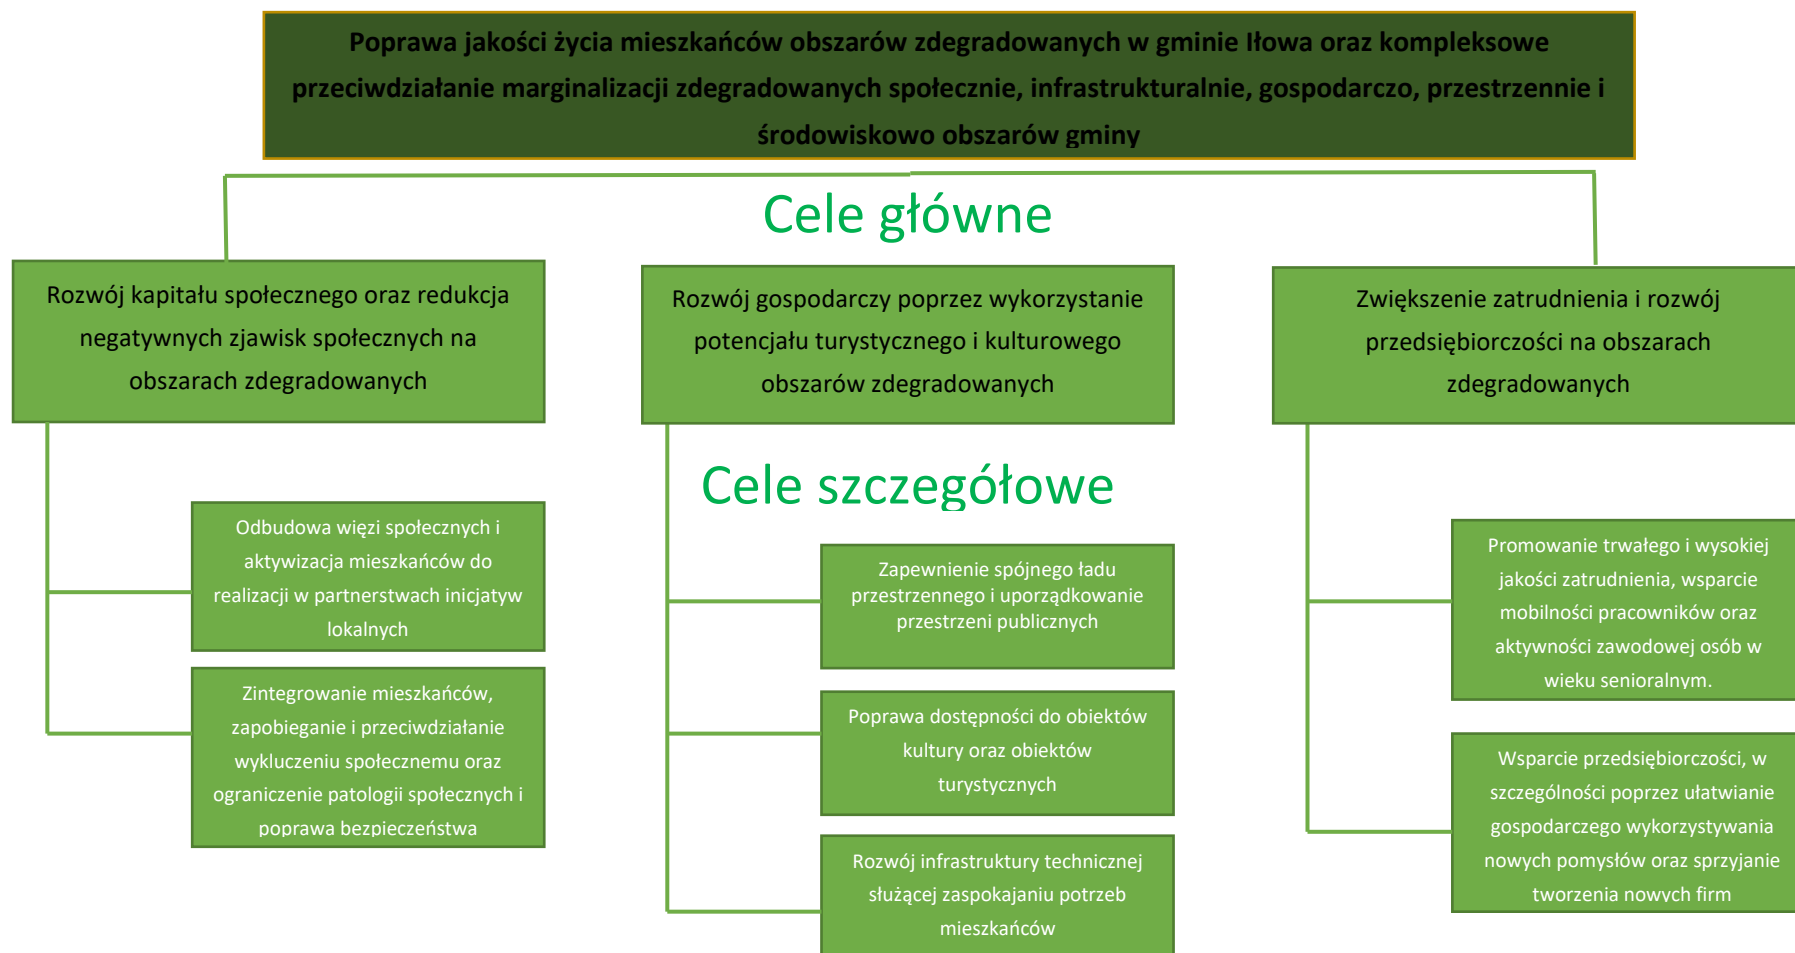 Poprawa jakości życia mieszkańców obszarów zdegradowanych w gminie Iłowa oraz kompleksowe
przeciwdziałanie marginalizacji zdegradowanych społecznie, infrastrukturalnie, gospodarczo, przestrzennie i
środowiskowo obszarów gminy
Cele główne
Rozwój kapitału społecznego oraz redukcja
negatywnych zjawisk społecznych na
obszarach zdegradowanych
Rozwój gospodarczy poprzez wykorzystanie
potencjału turystycznego i kulturowego
obszarów zdegradowanych
Zwiększenie zatrudnienia i rozwój
przedsiębiorczości na obszarach
zdegradowanych
Cele szczegółowe
Odbudowa więzi społecznych i
aktywizacja mieszkańców do
realizacji w partnerstwach inicjatyw
lokalnych
Zintegrowanie mieszkańców,
zapobieganie i przeciwdziałanie
wykluczeniu społecznemu oraz
ograniczenie patologii społecznych i
poprawa bezpieczeństwa
Zapewnienie spójnego ładu
przestrzennego i uporządkowanie
przestrzeni publicznych
Poprawa dostępności do obiektów
kultury oraz obiektów
turystycznych
Rozwój infrastruktury technicznej
służącej zaspokajaniu potrzeb
mieszkańców
Promowanie trwałego i wysokiej
jakości zatrudnienia, wsparcie
mobilności pracowników oraz
aktywności zawodowej osób w
wieku senioralnym.
Wsparcie przedsiębiorczości, w
szczególności poprzez ułatwianie
gospodarczego wykorzystywania
nowych pomysłów oraz sprzyjanie
tworzenia nowych firm